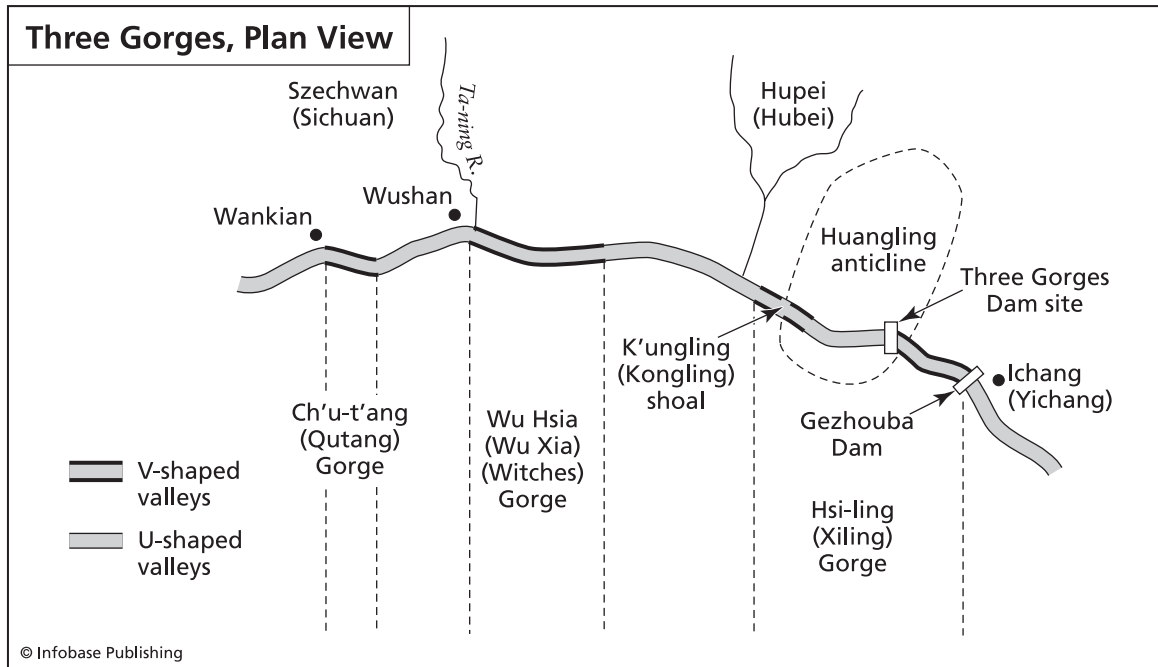 Three Gorges, Plan View
Szechwan
(Sichuan)
Ta-ning R.
Hupei
(Hubei)
Wushan
Wankian
Huangling
anticline
Three Gorges
Dam site
K'ungling
(Kongling)
shoal
Ichang
(Yichang)
Gezhouba
Dam
Ch'u-t'ang
(Qutang)
Gorge
Wu Hsia
(Wu Xia)
(Witches)
Gorge
Hsi-ling
(Xiling)
Gorge
V-shaped
valleys
U-shaped
valleys
© Infobase Publishing